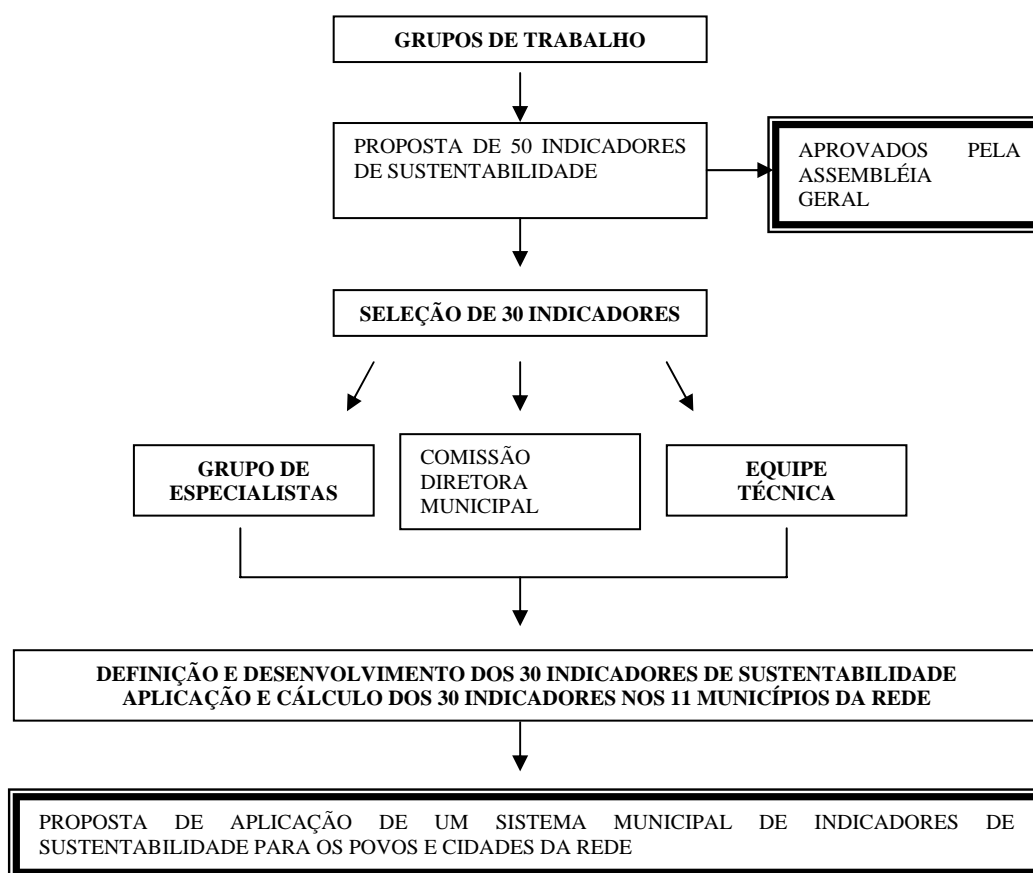 GRUPOS DE TRABALHO
PROPOSTA DE 50 INDICADORES
DE SUSTENTABILIDADE
APROVADOS PELA
ASSEMBLÉIA
GERAL
SELEÇÃO DE 30 INDICADORES
GRUPO DE
ESPECIALISTAS
COMISSÃO
DIRETORA
MUNICIPAL
EQUIPE
TÉCNICA
DEFINIÇÃO E DESENVOLVIMENTO DOS 30 INDICADORES DE SUSTENTABILIDADE
APLICAÇÃO E CÁLCULO DOS 30 INDICADORES NOS 11 MUNICÍPIOS DA REDE
PROPOSTA DE APLICAÇÃO DE UM SISTEMA MUNICIPAL DE INDICADORES DE
SUSTENTABILIDADE PARA OS POVOS E CIDADES DA REDE